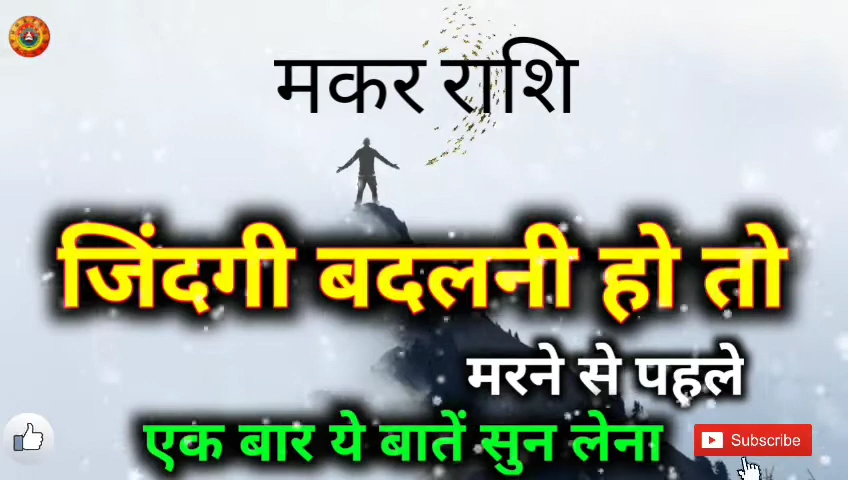 मकर राशि
जिंदगी बदलनी हो तो
मरने से पहले
एक बार ये बातें सुन लेना
Subscribe